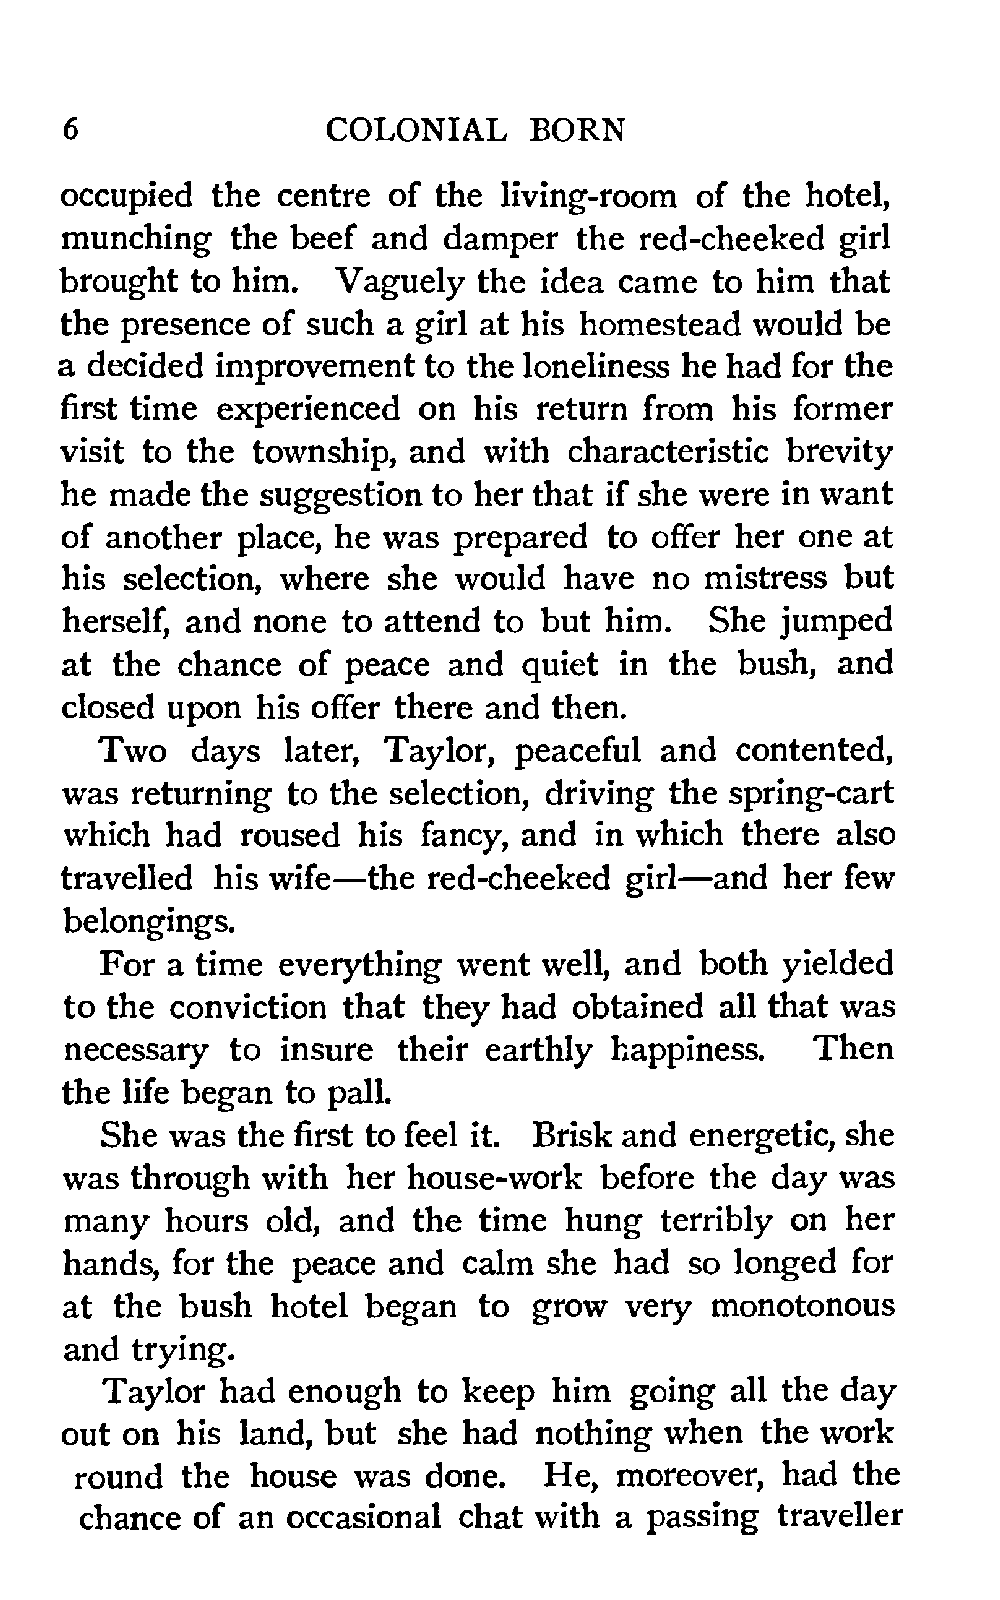 6 COLONIAL BORN
occupied the centre of the living-room of the hotel,
munching the beef and damper the red-cheeked girl
brought to him. Vaguely the idea came to him that
the presence of such a girl at his homestead would be
a decided improvement to the loneliness he had for the
first time experienced on his return from his former
visit to the township, and with characteristic brevity
he made the suggestion to her that if she were in want
of another place, he was prepared to offer her one at
his selection, where she would have no mistress but
herself, and none to attend to but him. She jumped
at the chance of peace and quiet in the bush, and
closed upon his offer there and then.
Two days later, Taylor, peaceful and contented,
was returning to the selection, driving the spring-cart
which had roused his fancy, and in which there also
travelled his wife—the red-cheeked girl—and her few
belongings.
For a time everything went well, and both yielded
to the conviction that they had obtained all that was
necessary to insure their earthly happiness. Then
the life began to pall.
She was the first to feel it. Brisk and energetic, she
was through with her house-work before the day was
many hours old, and the time hung terribly on her
hands, for the peace and calm she had so longed for
at the bush hotel began to grow very monotonous
and trying.
Taylor had enough to keep him going all the day
out on his land, but she had nothing when the work
round the house was done. He, moreover, had the
chance of an occasional chat with a passing traveller